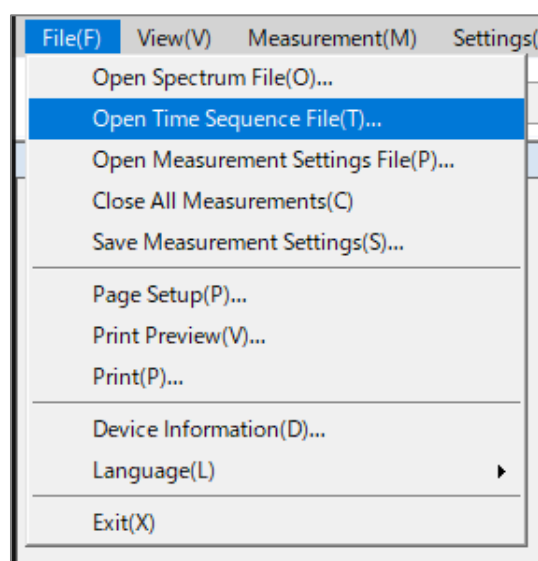 File(F) View(V) Measurement(M) Settings(
Open Spectrum File(O)...
Open Time Sequence File(T)...
Open Measurement Settings File(P)...
Close All Measurements(C)
Save Measurement Settings(S)...
Page Setup(P)...
Print Preview(V)...
Print(P)...
Device Information(D)...
Language(L)
Exit(X)